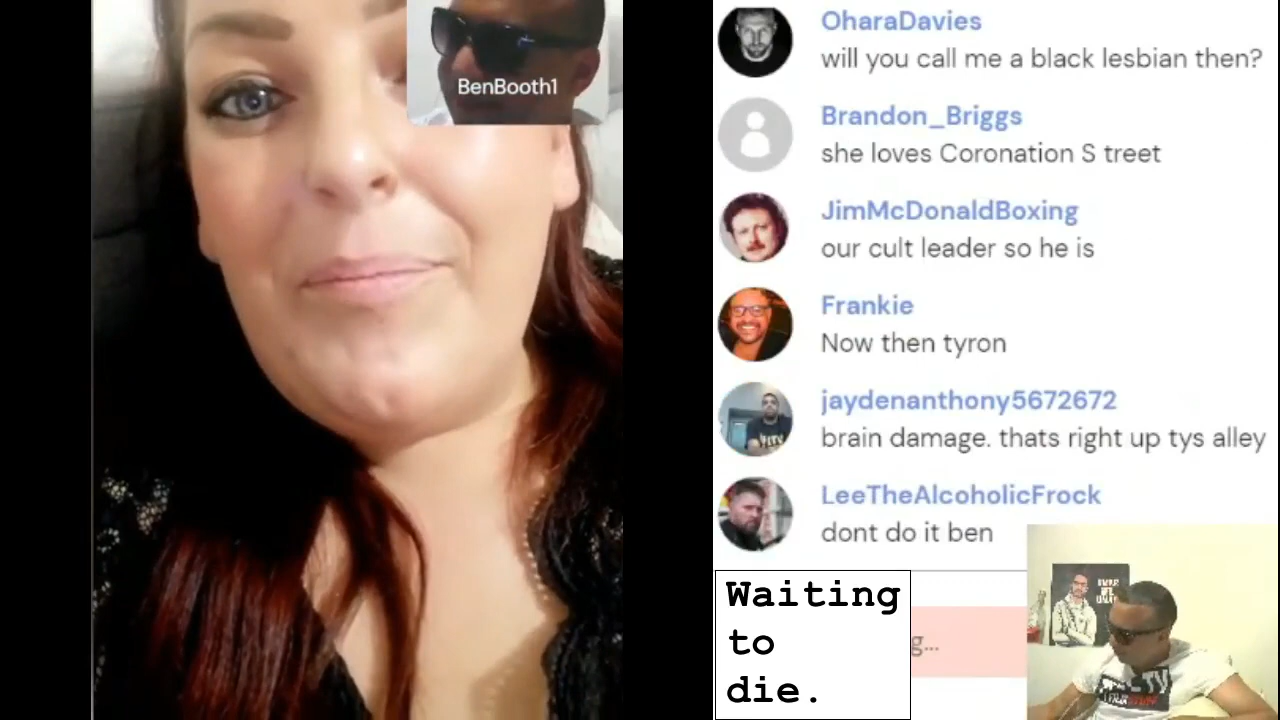 BenBooth1
OharaDavies
will you call me a black lesbian then?
Brandon_Briggs
she loves Coronation S treet
JimMcDonaldBoxing
our cult leader so he is
Frankie
Now then tyron
jaydenanthony5672672
brain damage. thats right up tys alley
LeeTheAlcoholicFrock
dont do it ben
Waiting
to
die.
g...